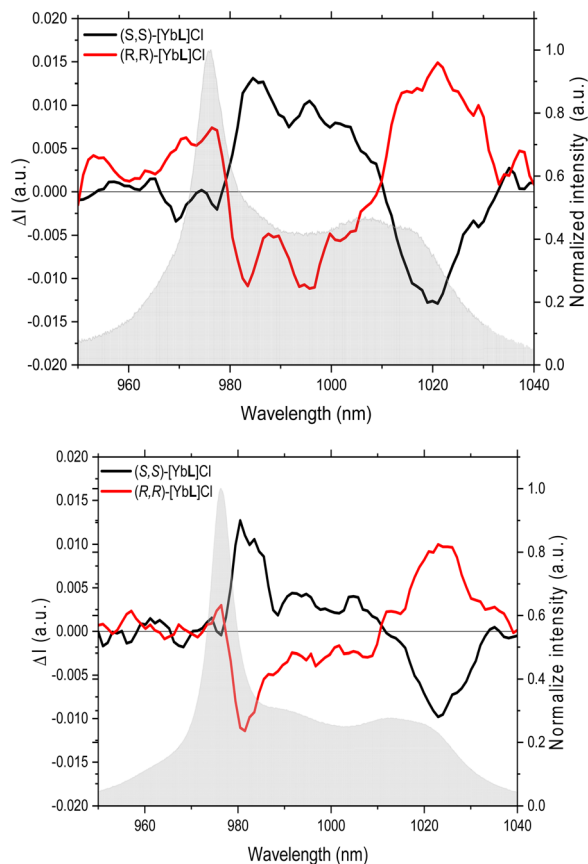 (S,S)-[YbL]Cl
(R,R)-[YbL]Cl
0.020
0.015
0.010
0.005
0.000
-0.005
-0.010
-0.015
-0.020
ΔI (a.u.)
1.0
0.8
0.6
0.4
0.2
0.0
Normalized intensity (a.u.)
960 980 1000 1020 1040
Wavelength (nm)
(S,S)-[YbL]Cl
(R,R)-[YbL]Cl
0.020
0.015
0.010
0.005
0.000
-0.005
-0.010
-0.015
-0.020
ΔI (a.u.)
1.0
0.8
0.6
0.4
0.2
0.0
Normalize intensity (a.u.)
960 980 1000 1020 1040
Wavelength (nm)